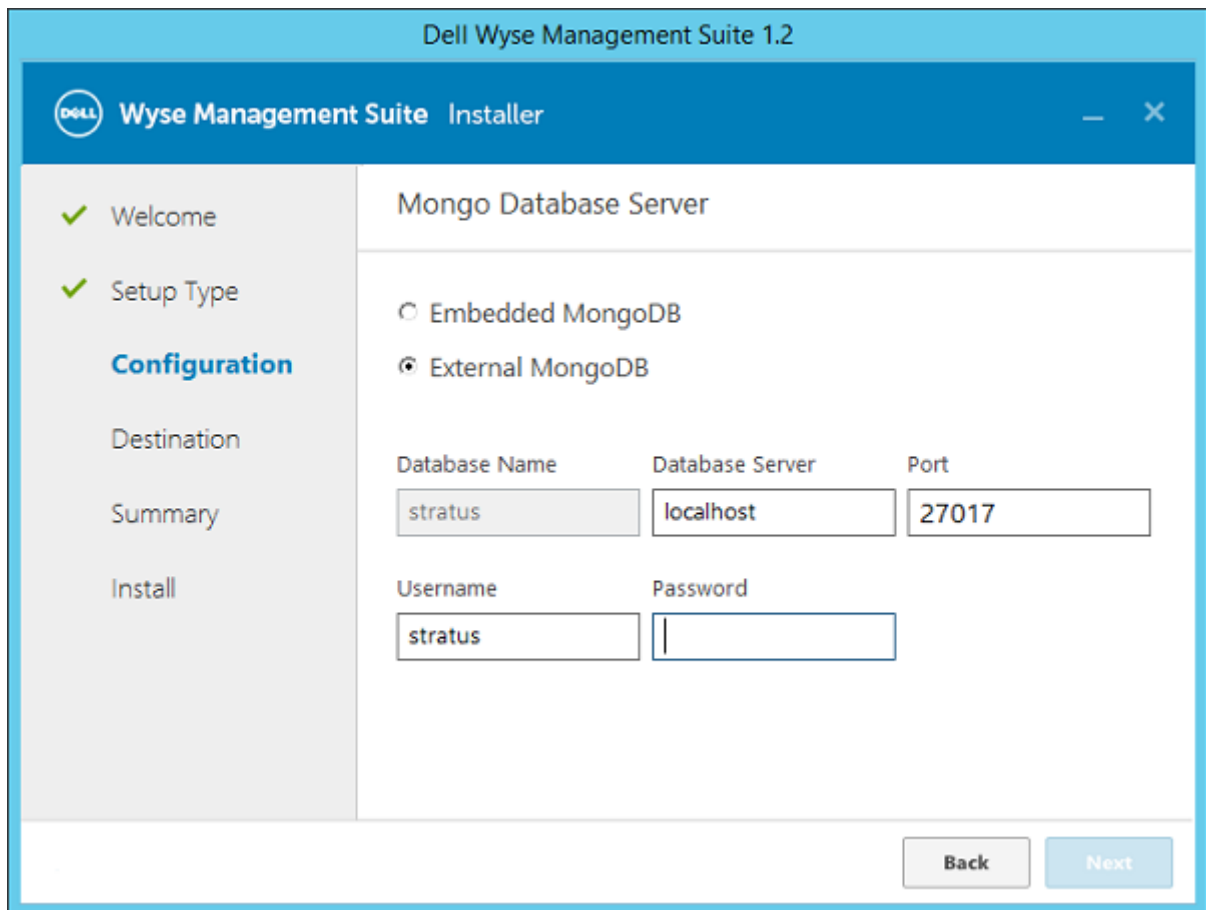 Dell Wyse Management Suite 1.2
DELL Wyse Management Suite Installer
Welcome
Setup Type
Configuration
Destination
Summary
Install
Mongo Database Server
Embedded MongoDB
External MongoDB
Database Name Database Server Port
stratus localhost 27017
Username Password
stratus
Back Next